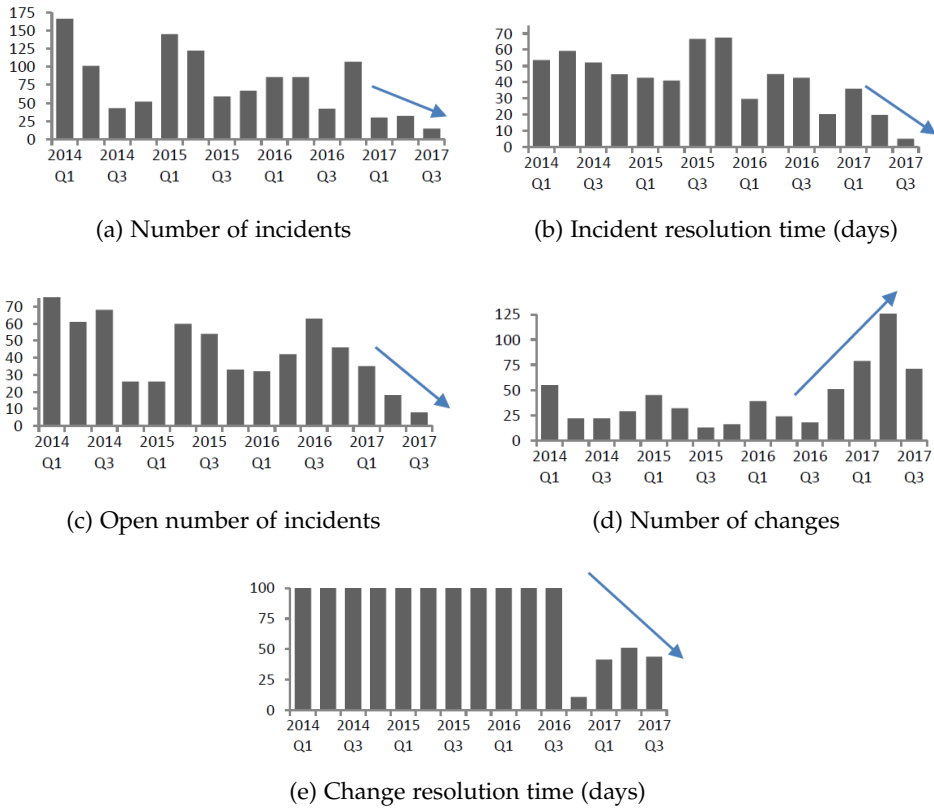 175
150
125
100
75
50
25
0
2014 2014 2015 2015 2016 2016 2017 2017
Q1 Q3 Q1 Q3 Q1 Q3 Q1 Q3
(a) Number of incidents
70
60
50
40
30
20
10
0
2014 2014 2015 2015 2016 2016 2017 2017
Q1 Q3 Q1 Q3 Q1 Q3 Q1 Q3
(b) Incident resolution time (days)
70
60
50
40
30
20
10
0
2014 2014 2015 2015 2016 2016 2017 2017
Q1 Q3 Q1 Q3 Q1 Q3 Q1 Q3
(c) Open number of incidents
125
100
75
50
25
0
2014 2014 2015 2015 2016 2016 2017 2017
Q1 Q3 Q1 Q3 Q1 Q3 Q1 Q3
(d) Number of changes
100
75
50
25
0
2014 2014 2015 2015 2016 2016 2017 2017
Q1 Q3 Q1 Q3 Q1 Q3 Q1 Q3
(e) Change resolution time (days)